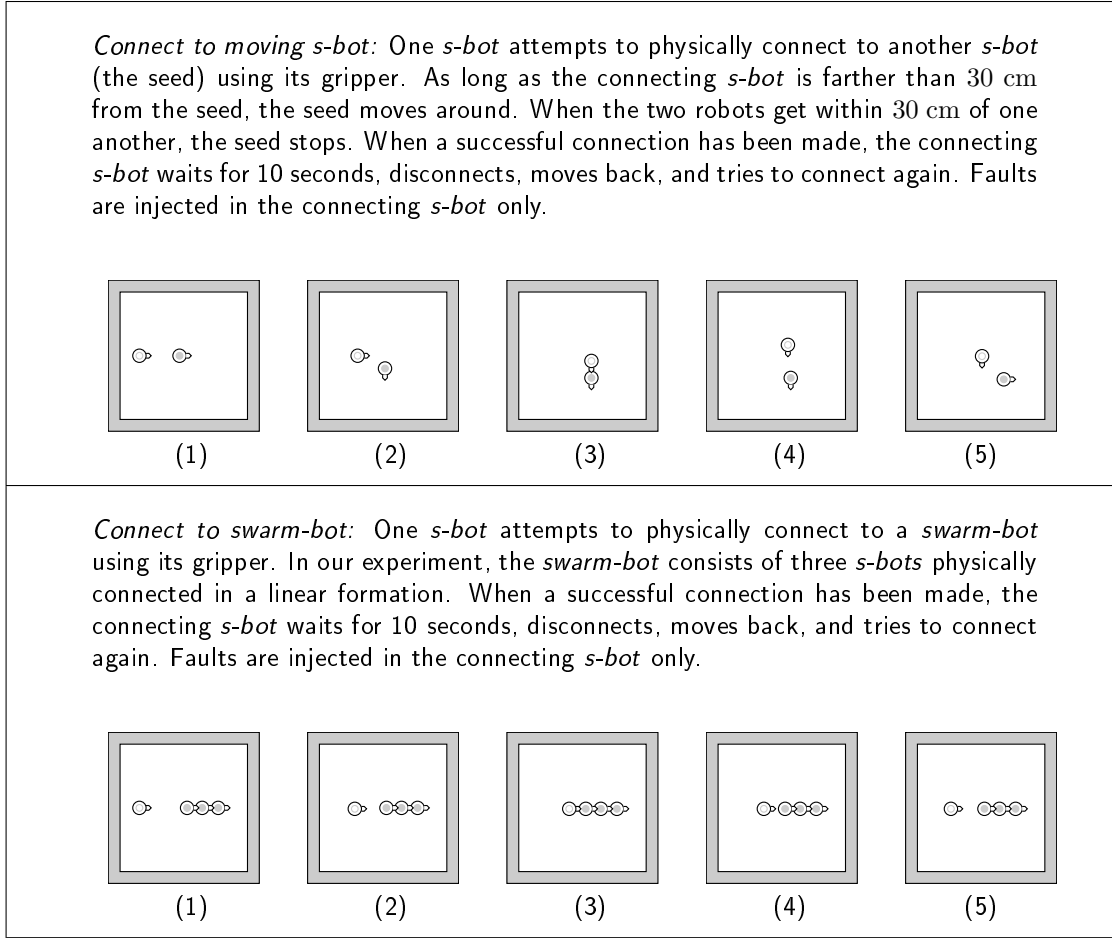 Connect to moving s-bot: One s-bot attempts to physically connect to another s-bot
(the seed) using its gripper. As long as the connecting s-bot is farther than 30 cm
from the seed, the seed moves around. When the two robots get within 30 cm of one
another, the seed stops. When a successful connection has been made, the connecting
s-bot waits for 10 seconds, disconnects, moves back, and tries to connect again. Faults
are injected in the connecting s-bot only.
(1) (2) (3) (4) (5)
Connect to swarm-bot: One s-bot attempts to physically connect to a swarm-bot
using its gripper. In our experiment, the swarm-bot consists of three s-bots physically
connected in a linear formation. When a successful connection has been made, the
connecting s-bot waits for 10 seconds, disconnects, moves back, and tries to connect
again. Faults are injected in the connecting s-bot only.
(1) (2) (3) (4) (5)